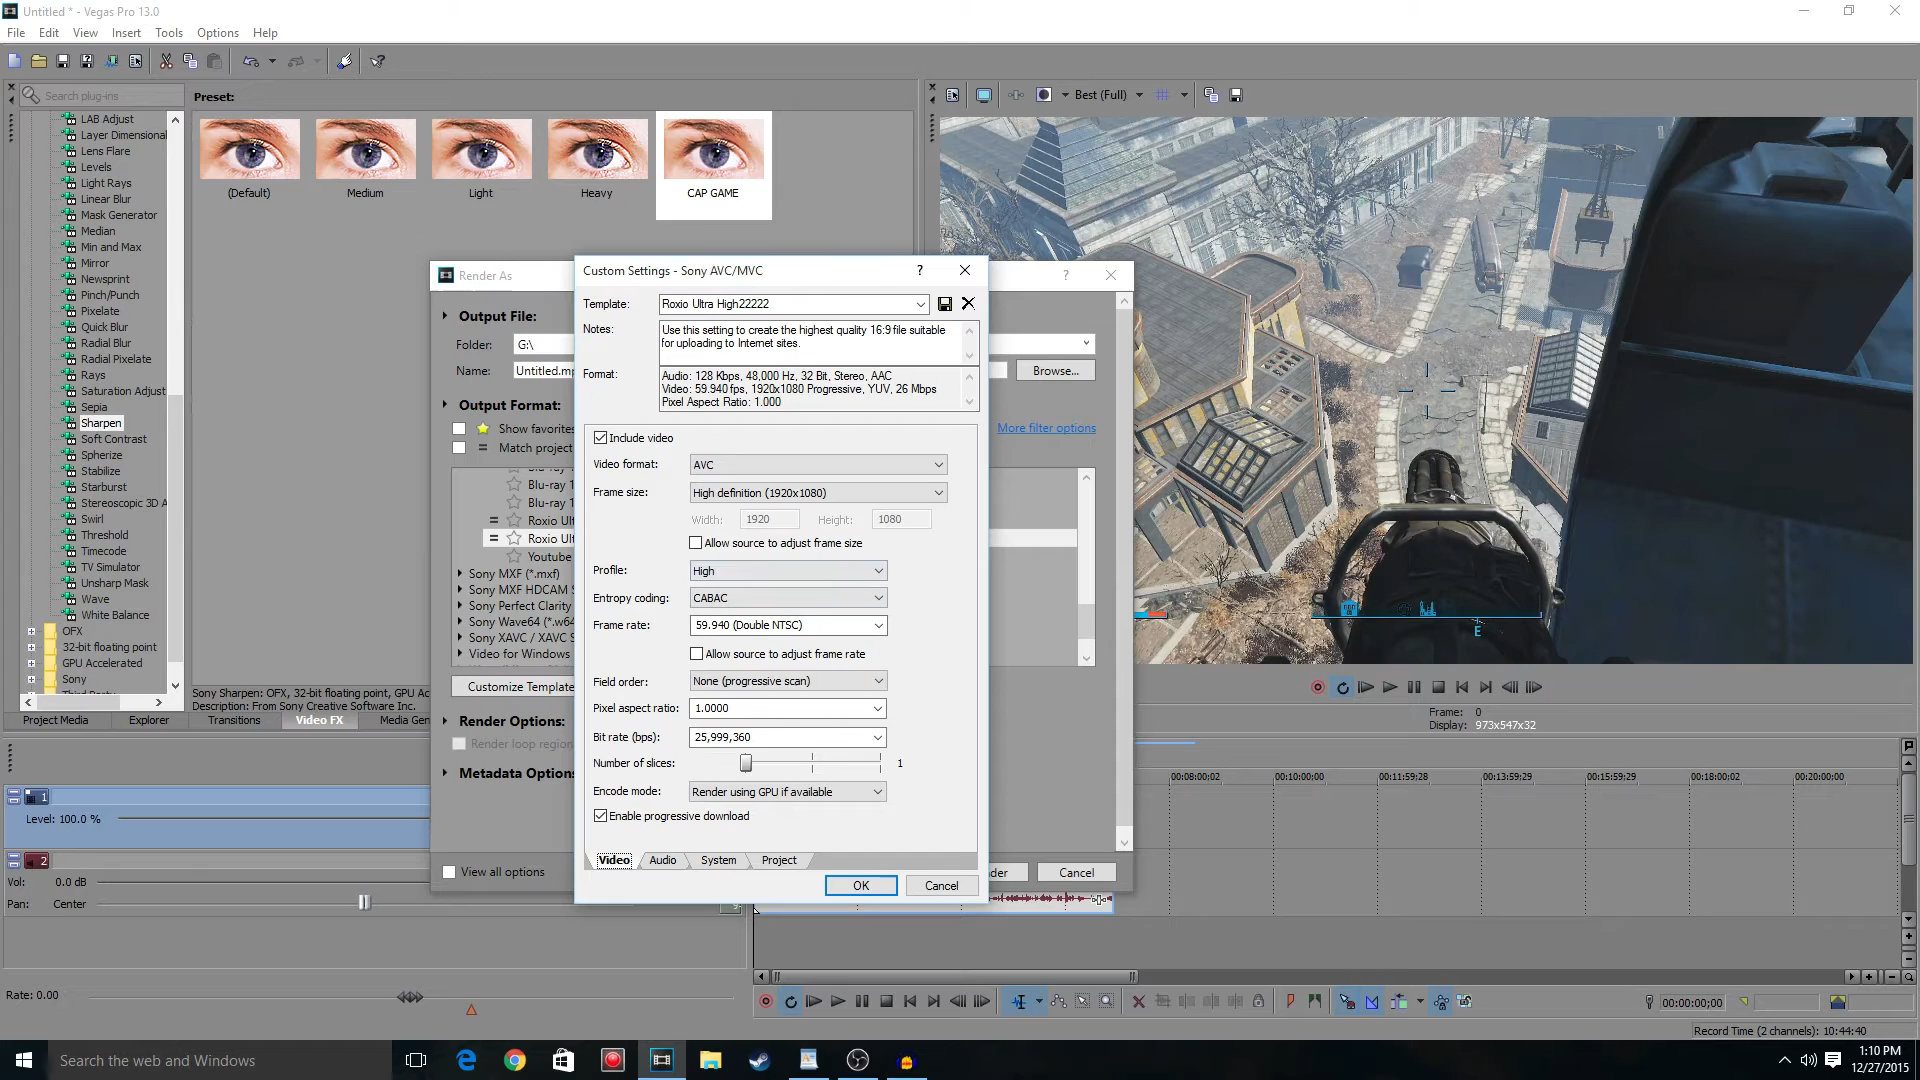 Untitled * - Vegas Pro 13.0
File Edit View Insert Tools Options Help
Search plug-ins
Preset:
Best (Full)
LAB Adjust
Layer Dimensional
Lens Flare
Levels
Light Rays
Linear Blur
Mask Generator
Median
Min and Max
Mirror
Newsprint
Pinch/Punch
Pixelate
Quick Blur
Radial Blur
Radial Pixelate
Rays
Saturation Adjust
Sepia
Sharpen
Soft Contrast
Spherize
Stabilize
Starburst
Stereoscopic 3D A
Swirl
Threshold
Timecode
TV Simulator
Unsharp Mask
Wave
White Balance
OFX
32-bit floating point
GPU Accelerated
Sony
Third Party
(Default) Medium Light Heavy CAP GAME
Sony Sharpen: OFX, 32-bit floating point, GPU Ac
Description: From Sony Creative Software Inc.
Project Media Explorer Transitions Video FX Media Gen
Render As
Output File:
Folder: G:\
Name: Untitled.mp
Browse...
Output Format:
Show favorites
Match project
More filter options
Blu-ray 1
Blu-ray 1
Roxio Ult
Roxio Ult
Youtube
Sony MXF (*.mxf)
Sony MXF HDCAM S
Sony Perfect Clarity
Sony Wave64 (*.w64
Sony XAVC / XAVC S
Video for Windows
Customize Template
Render Options:
Render loop region
Metadata Options
View all options
der Cancel
Custom Settings - Sony AVC/MVC
?
Template: Roxio Ultra High22222
Notes: Use this setting to create the highest quality 16:9 file suitable
for uploading to Internet sites.
Format: Audio: 128 Kbps, 48,000 Hz, 32 Bit, Stereo, AAC
Video: 59.940 fps, 1920x1080 Progressive, YUV, 26 Mbps
Pixel Aspect Ratio: 1.000
Include video
Video format: AVC
Frame size: High definition (1920x1080)
Width: 1920 Height: 1080
Allow source to adjust frame size
Profile: High
Entropy coding: CABAC
Frame rate: 59.940 (Double NTSC)
Allow source to adjust frame rate
Field order: None (progressive scan)
Pixel aspect ratio: 1.0000
Bit rate (bps): 25,999,360
Number of slices: 1
Encode mode: Render using GPU if available
Enable progressive download
Video Audio System Project
OK Cancel
E
Frame: 0
Display: 973x547x32
00:08:00;02 00:10:00;00 00:11:59;28 00:13:59;29 00:15:59;29 00:18:00;02 00:20:00;00
1
Level: 100.0 %
2
Vol: 0.0 dB
Pan: Center
Rate: 0.00
00:00:00;00
Record Time (2 channels): 10:44:40
Search the web and Windows
1:10 PM
12/27/2015